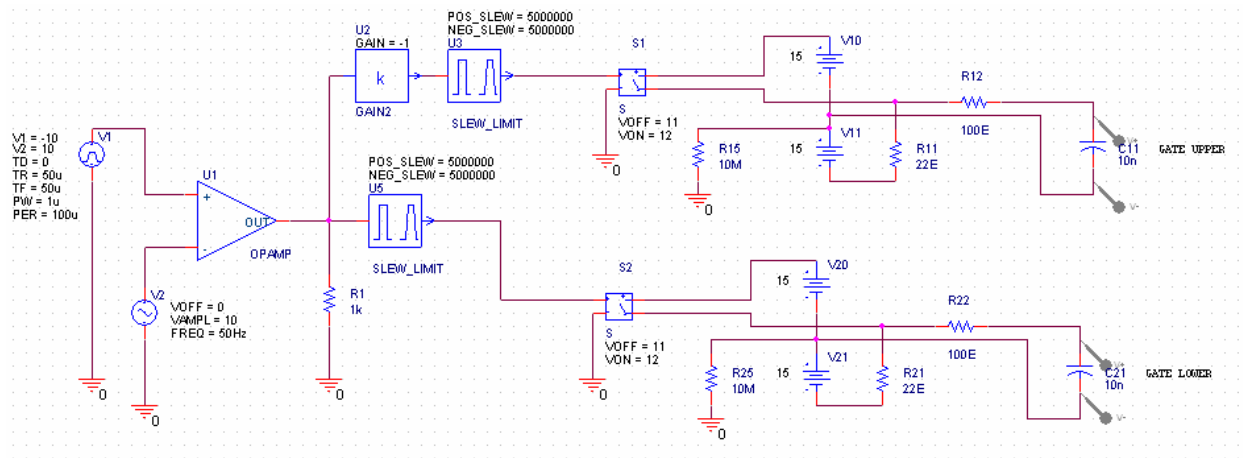 POS_SLEW = 5000000
NEG_SLEW = 5000000
U2
GAIN = -1
U3
k
GAIN2
SLEW_LIMIT
S1
S
VOFF = 11
VON = 12
0
V10
15
R12
100E
V11
15
R15
10M
0
R11
22E
C11
10n
V+
V-
GATE UPPER
V1 = -10
V2 = 10
TD = 0
TR = 50u
TF = 50u
PW = 1u
PER = 100u
V1
0
U1
+
-
OUT
OPAMP
V2
VOFF = 0
VAMPL = 10
FREQ = 50Hz
0
R1
1k
0
POS_SLEW = 5000000
NEG_SLEW = 5000000
U5
SLEW_LIMIT
S2
S
VOFF = 11
VON = 12
0
V20
15
R22
100E
V21
15
R25
10M
0
R21
22E
C21
10n
V+
V-
GATE LOWER